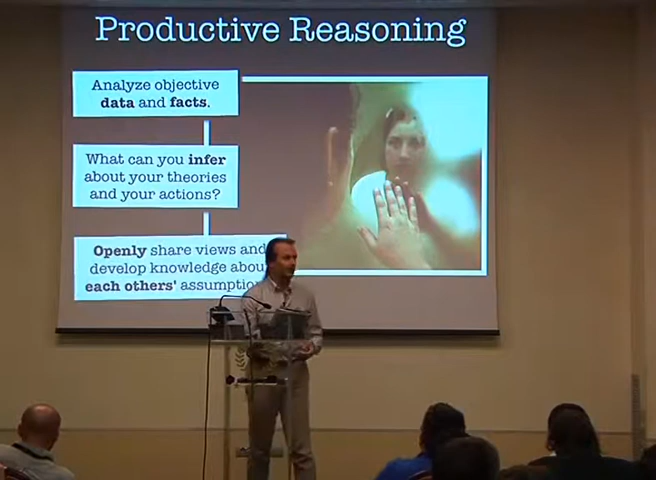 Productive Reasoning
Analyze objective
data and facts.
What can you infer
about your theories
and your actions?
Openly share views and
develop knowledge about
each others'